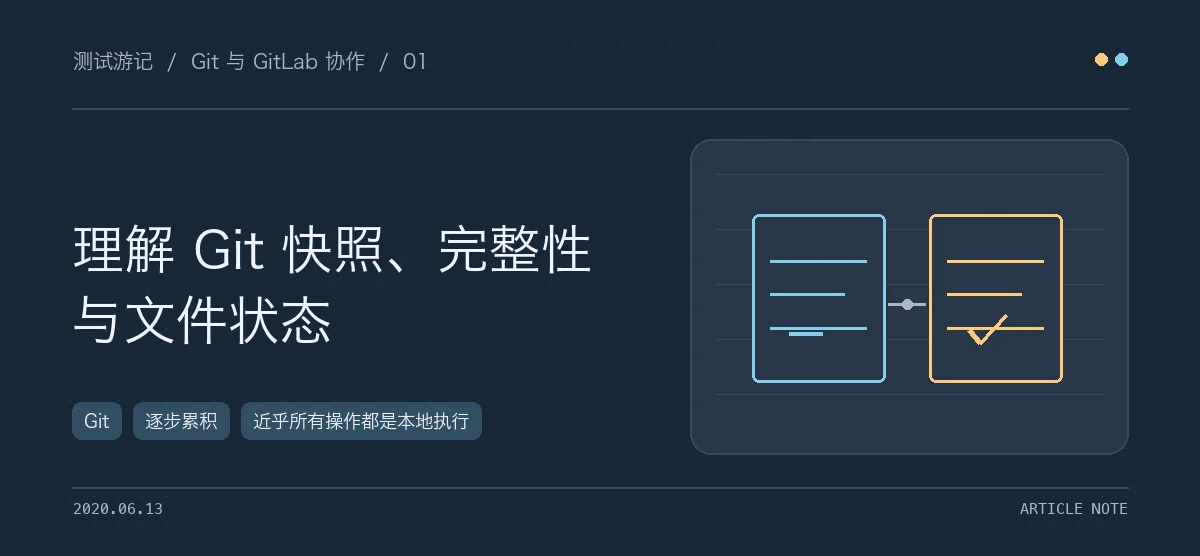 测试游记 / Git 与 GitLab 协作 / 01
理解 Git 快照、完整性
与文件状态
Git 逐步累积 近乎所有操作都是本地执行
2020.06.13 ARTICLE NOTE